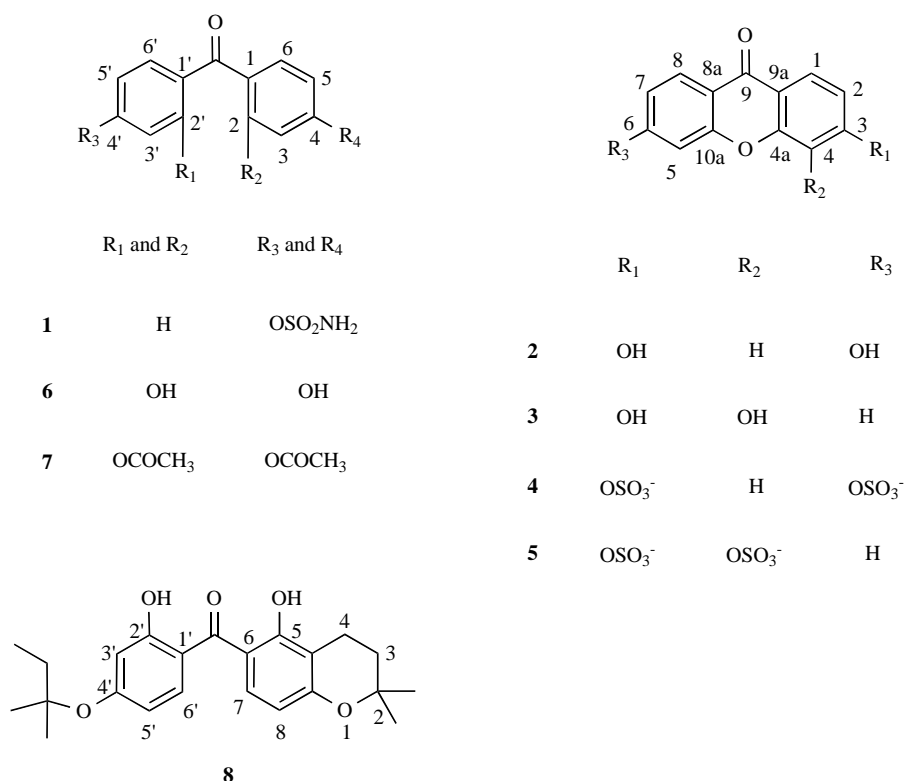 O
6' 1 6
5' 1' 5
R3 4' 2' 2 4 R4
3' 3
R1 R2
R1 and R2 R3 and R4
1 H OSO2NH2
6 OH OH
7 OCOCH3 OCOCH3
O
8 8a 9a 1
7 9 2
6 3
R3 O R1
5 10a 4a 4
R2
R1 R2 R3
2 OH H OH
3 OH OH H
4 OSO3- H OSO3-
5 OSO3- OSO3- H
OH O OH
2' 5 4
3' 1' 6 3
4' 2
O 6' 7 O
5' 8 1
8